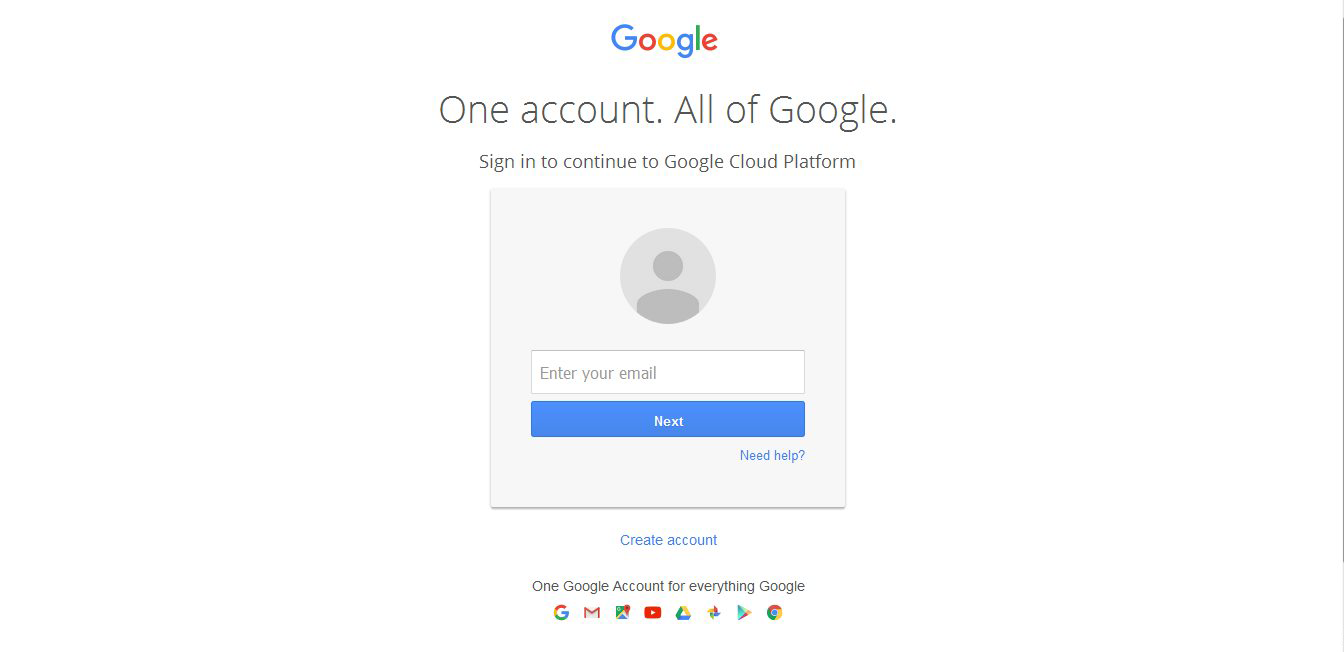 Google
One account. All of Google.
Sign in to continue to Google Cloud Platform
Enter your email
Next
Need help?
Create account
One Google Account for everything Google